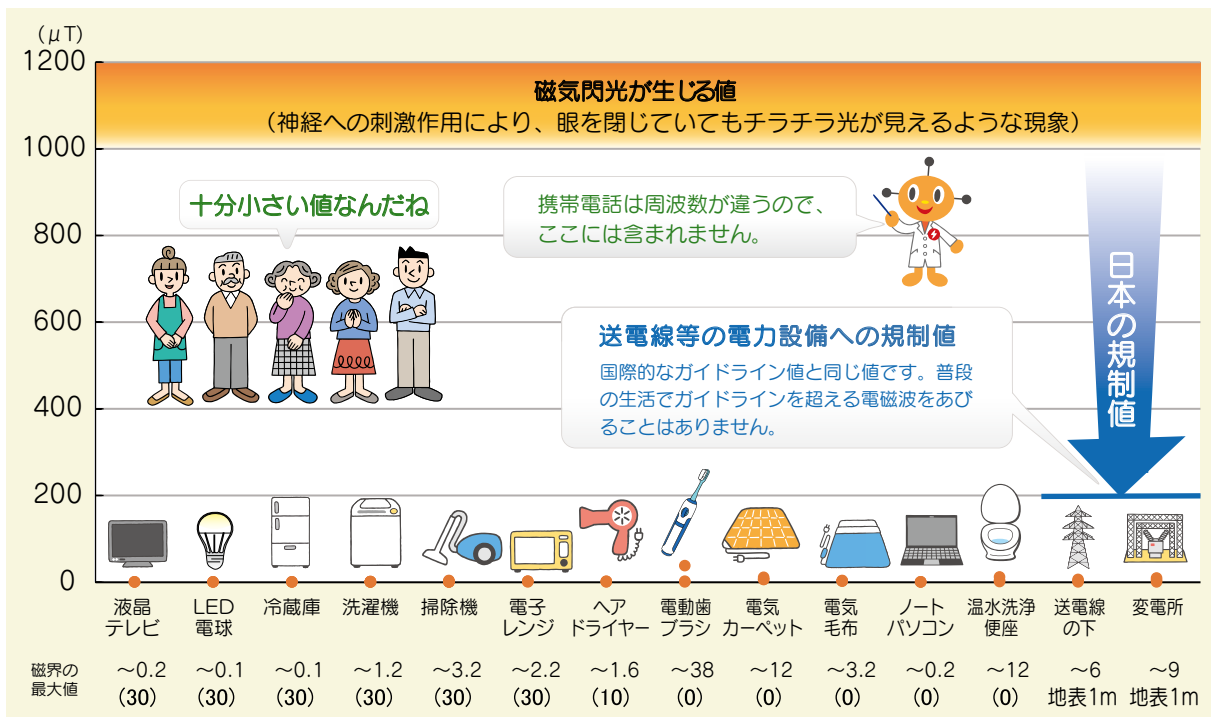 (μT)
1200
磁気閃光が生じる値
（神経への刺激作用により、眼を閉じていてもチラチラ光が見えるような現象）
1000
十分小さい値なんだね
携帯電話は周波数が違うので、
ここには含まれません。
800
日本の規制値
600
送電線等の電力設備への規制値
国際的なガイドライン値と同じ値です。普段
の生活でガイドラインを超える電磁波をあび
ることはありません。
400
200
0
液晶
テレビ
LED
電球
冷蔵庫
洗濯機
掃除機
電子
レンジ
ヘア
ドライヤー
電動歯
ブラシ
電気
カーペット
電気
毛布
ノート
パソコン
温水洗浄
便座
送電線
の下
変電所
磁界の
最大値
～0.2
(30)
～0.1
(30)
～0.1
(30)
～1.2
(30)
～3.2
(30)
～2.2
(30)
～1.6
(10)
～38
(0)
～12
(0)
～3.2
(0)
～0.2
(0)
～12
(0)
～6
地表1m
～9
地表1m